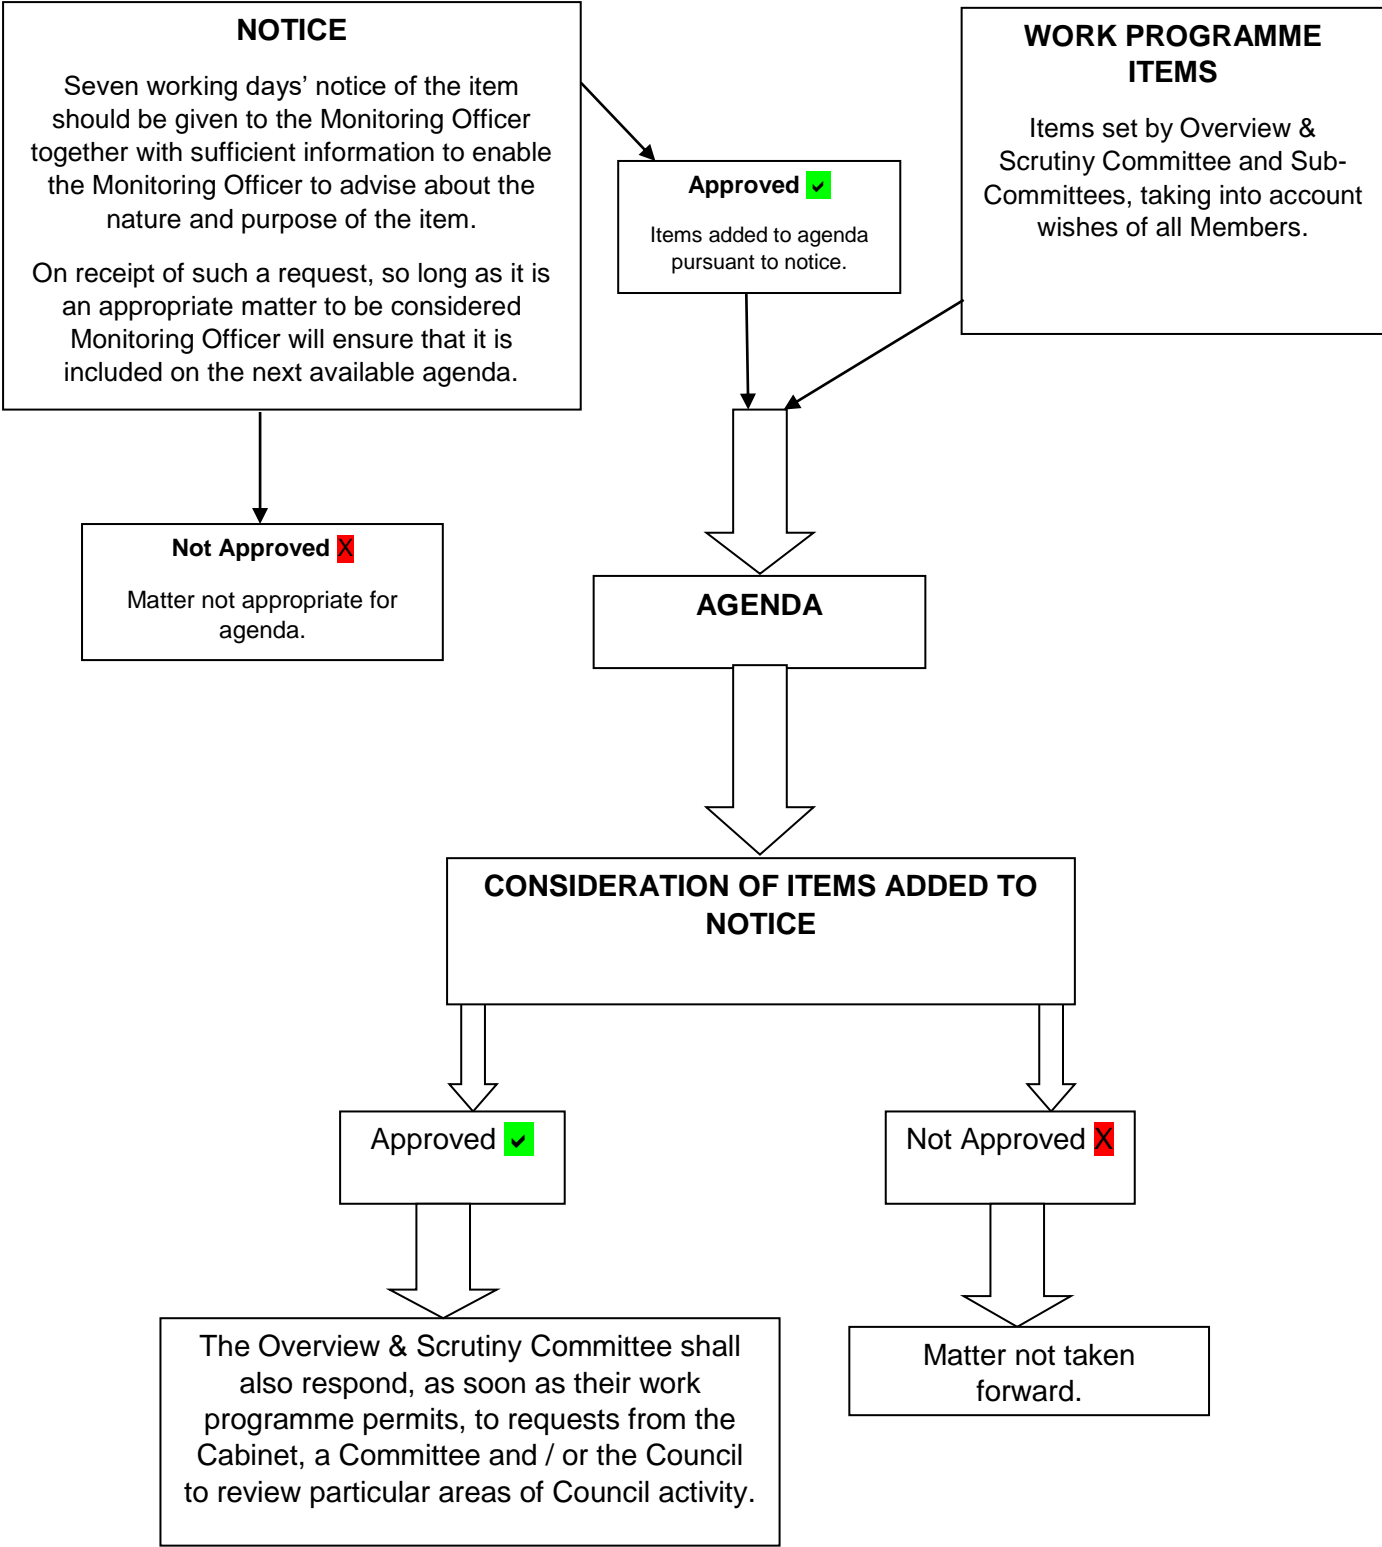 NOTICE
Seven working days’ notice of the item
should be given to the Monitoring Officer
together with sufficient information to enable
the Monitoring Officer to advise about the
nature and purpose of the item.
On receipt of such a request, so long as it is
an appropriate matter to be considered
Monitoring Officer will ensure that it is
included on the next available agenda.
WORK PROGRAMME
ITEMS
Items set by Overview &
Scrutiny Committee and Sub-
Committees, taking into account
wishes of all Members.
Approved ✓
Items added to agenda
pursuant to notice.
Not Approved X
Matter not appropriate for
agenda.
AGENDA
CONSIDERATION OF ITEMS ADDED TO
NOTICE
Approved ✓
Not Approved X
The Overview & Scrutiny Committee shall
also respond, as soon as their work
programme permits, to requests from the
Cabinet, a Committee and / or the Council
to review particular areas of Council activity.
Matter not taken
forward.